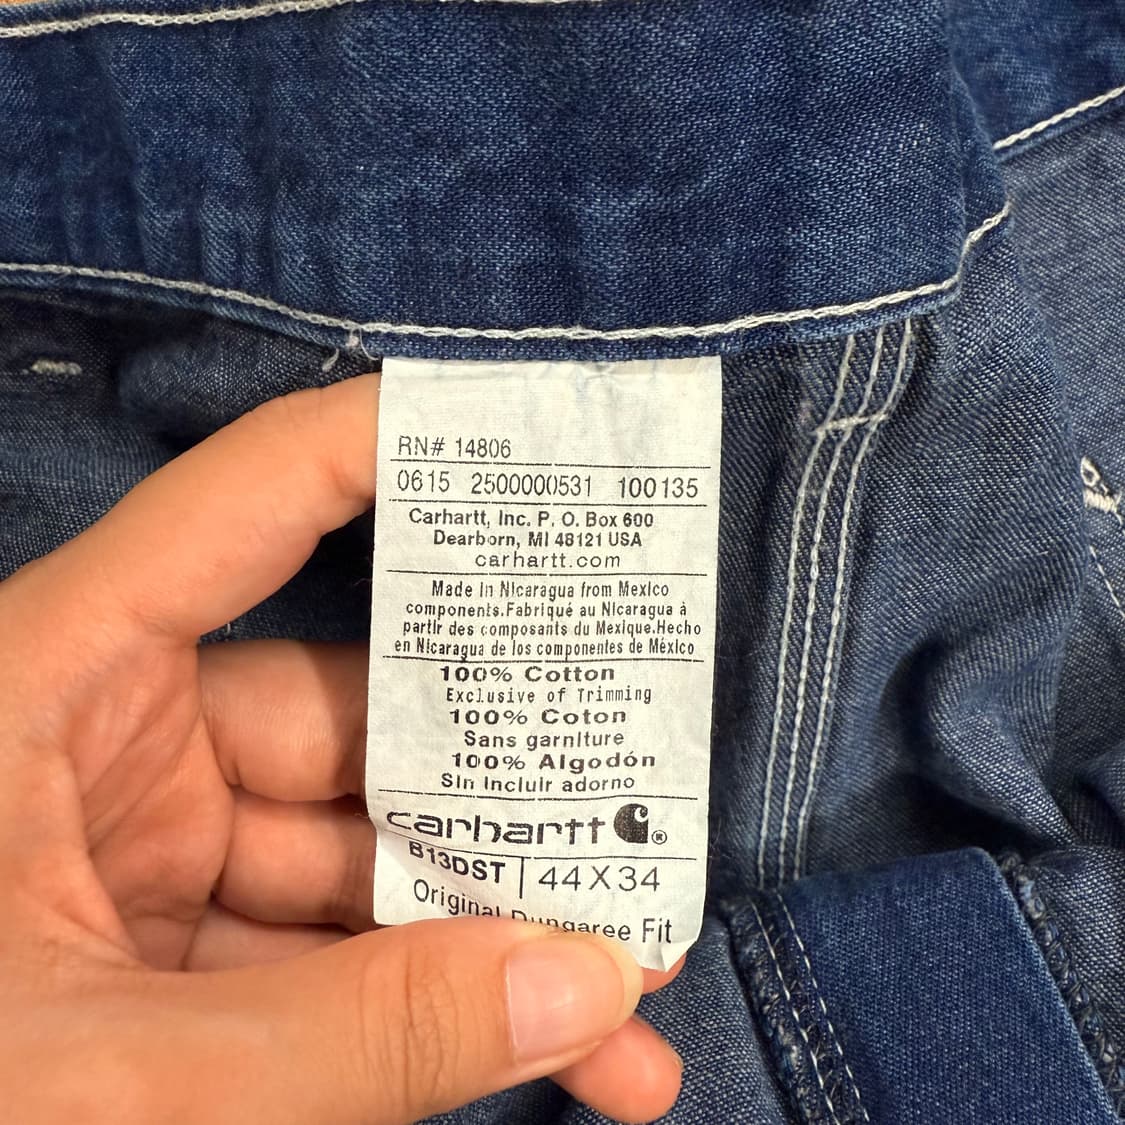 RN# 14806
0615 2500000531 100135
Carhartt, Inc. P. O. Box 600
Dearborn, MI 48121 USA
carhartt.com
Made in Nicaragua from Mexico
components.Fabriqué au Nicaragua à
partir des composants du Mexique.Hecho
en Nicaragua de los componentes de México
100% Cotton
Exclusive of Trimming
100% Coton
Sans garniture
100% Algodón
Sin incluir adorno
carhartt®
B13DST | 44X34
Original Dungaree Fit